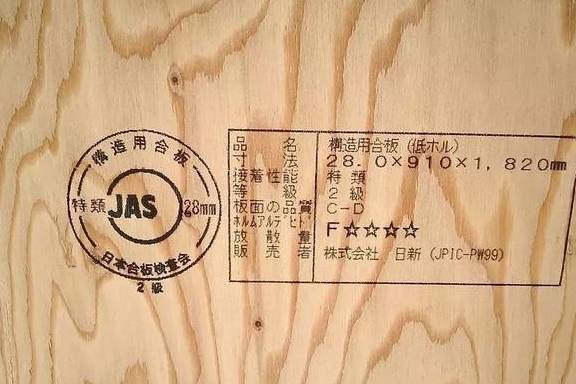 構造用合板
特類 JAS 28mm
日本合板検査会
2級
品名 構造用合板 (低ホル)
寸法 28.0×910×1,820mm
接着性能 特類
等級 2級
板面の品質 C-D
ホルムアルデヒド F☆☆☆☆
放散量
販売者 株式会社 日新 (JPIC-PW99)